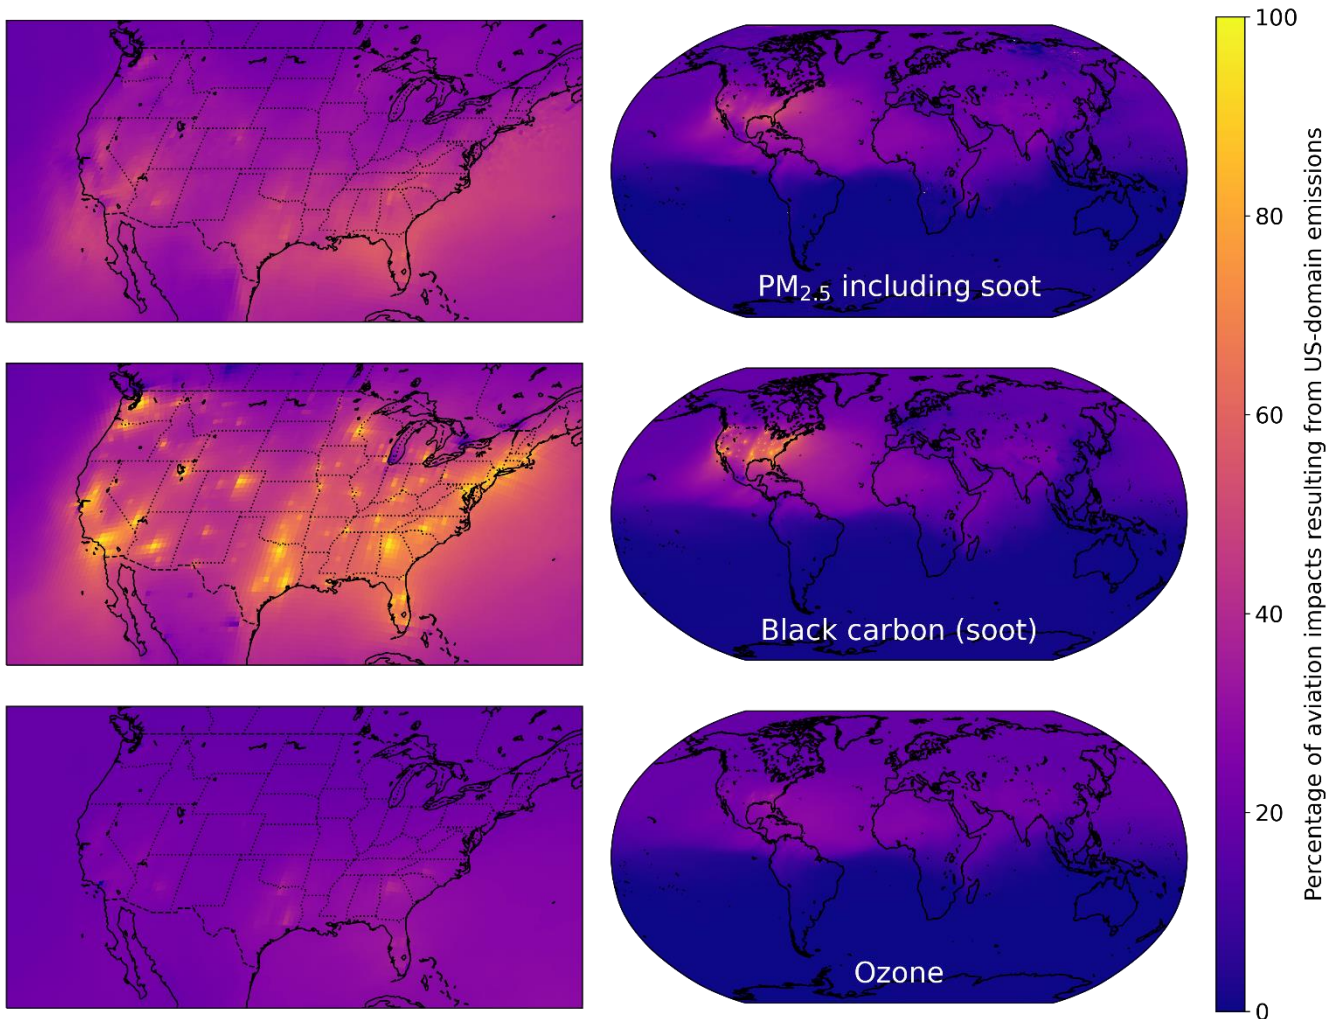 PM₂.₅ including soot
Black carbon (soot)
Ozone
100
80
60
40
20
0
Percentage of aviation impacts resulting from US-domain emissions